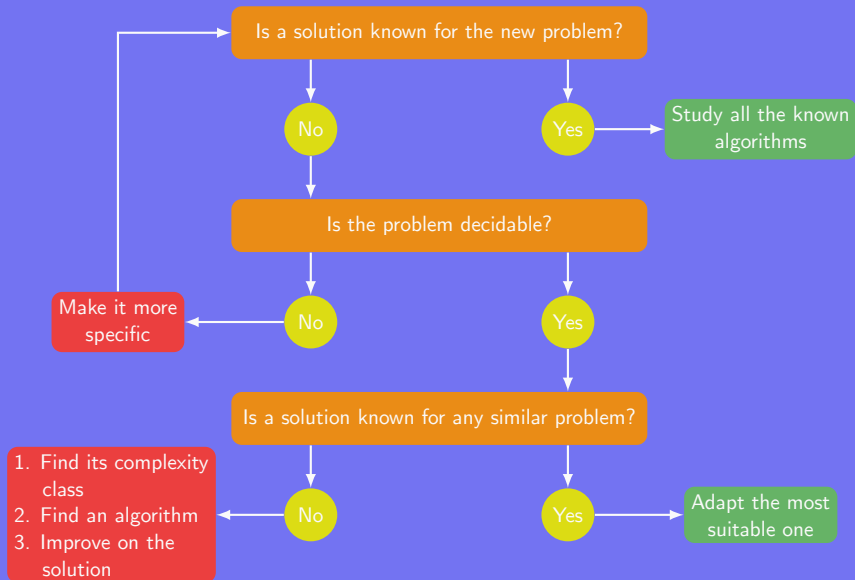 Is a solution known for the new problem?
No
Yes
Study all the known
algorithms
Is the problem decidable?
Make it more
specific
No
Yes
Is a solution known for any similar problem?
1. Find its complexity
class
2. Find an algorithm
3. Improve on the
solution
No
Yes
Adapt the most
suitable one